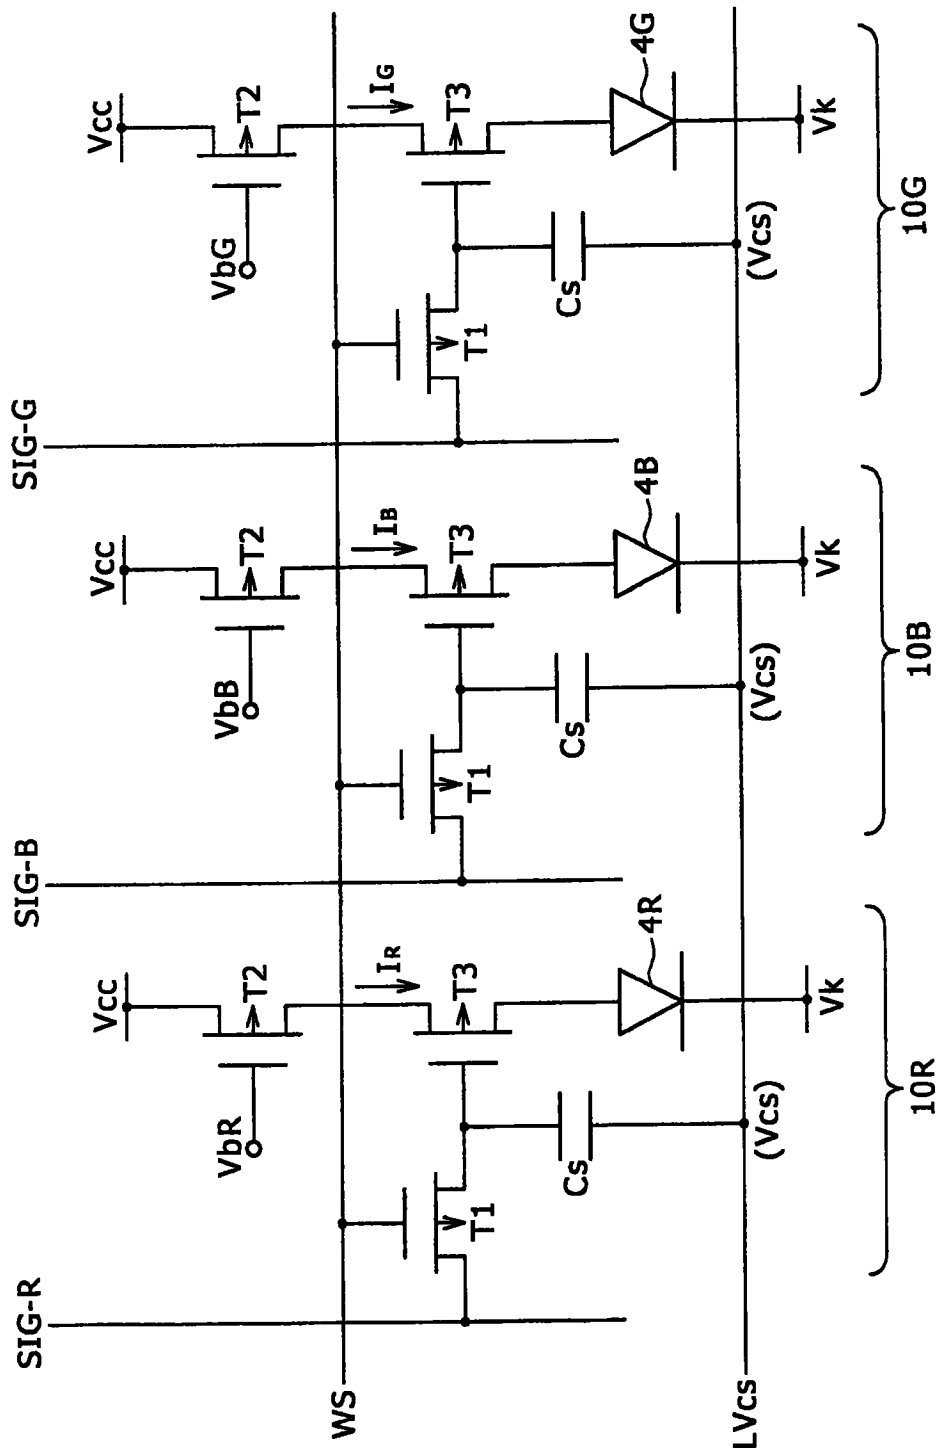 SIG-R
SIG-B
SIG-G
Vcc
Vcc
Vcc
VbR
T2
VbB
T2
VbG
T2
WS
IR
IB
IG
T1
T3
T1
T3
T1
T3
Cs
4R
Cs
4B
Cs
4G
LVcs
(Vcs)
Vk
(Vcs)
Vk
(Vcs)
Vk
10R
10B
10G